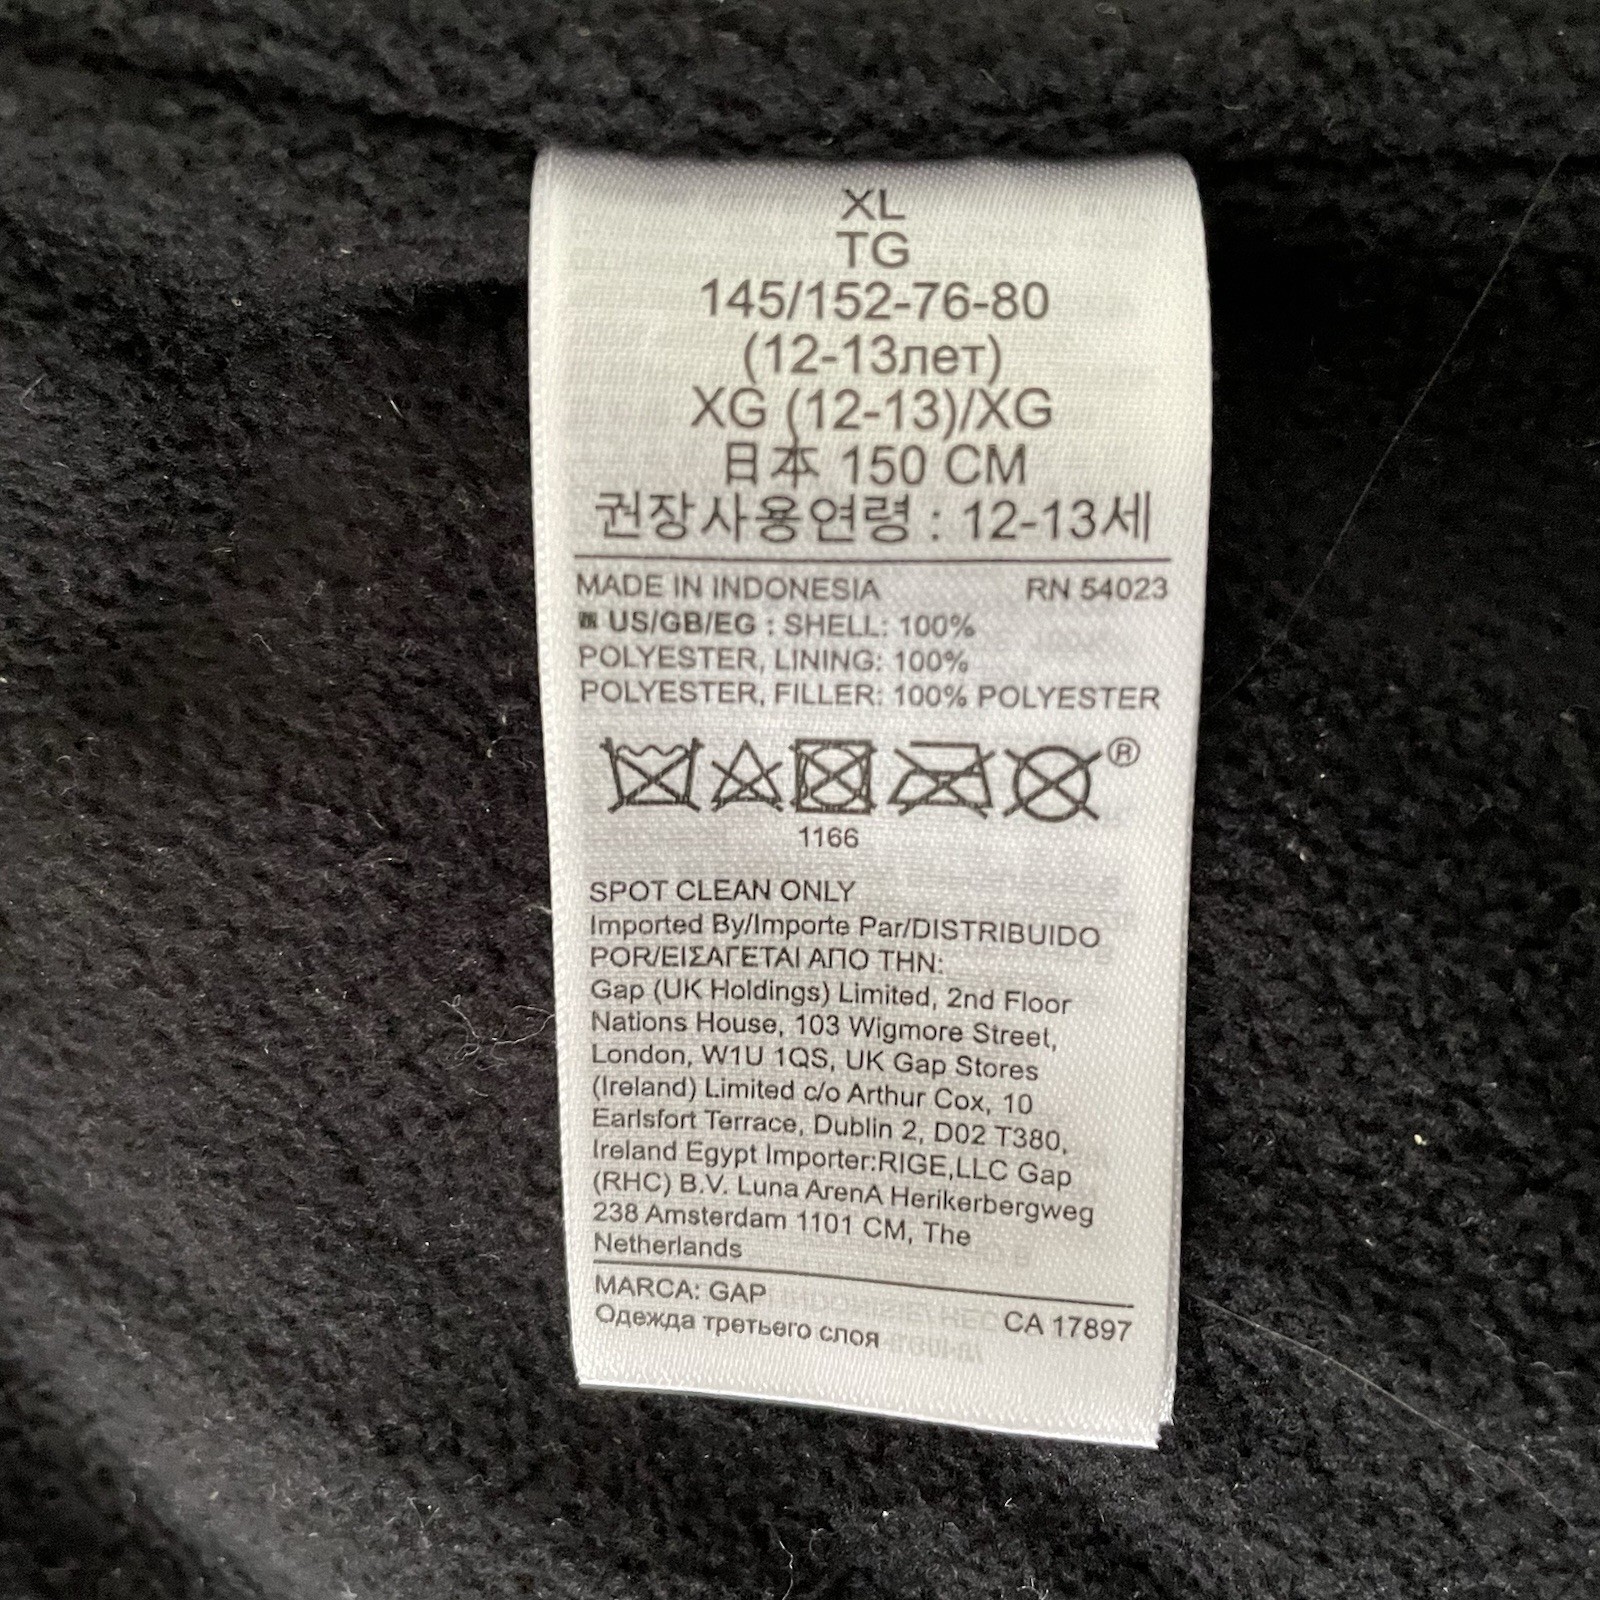 XL
TG
145/152-76-80
(12-13лет)
XG (12-13)/XG
日本 150 CM
권장사용연령 : 12-13세
MADE IN INDONESIA RN 54023
US/GB/EG : SHELL: 100%
POLYESTER, LINING: 100%
POLYESTER, FILLER: 100% POLYESTER
®
1166
SPOT CLEAN ONLY
Imported By/Importe Par/DISTRIBUIDO
POR/ΕΙΣΑΓΕΤΑΙ ΑΠΟ ΤΗΝ:
Gap (UK Holdings) Limited, 2nd Floor
Nations House, 103 Wigmore Street,
London, W1U 1QS, UK Gap Stores
(Ireland) Limited c/o Arthur Cox, 10
Earlsfort Terrace, Dublin 2, D02 T380,
Ireland Egypt Importer:RIGE,LLC Gap
(RHC) B.V. Luna ArenA Herikerbergweg
238 Amsterdam 1101 CM, The
Netherlands
MARCA: GAP CA 17897
Одежда третьего слоя